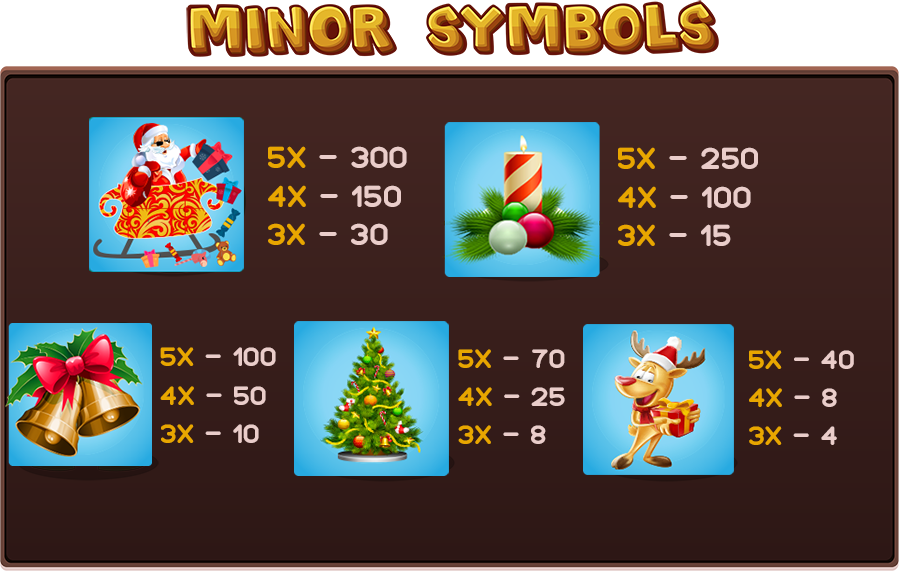 MINOR SYMBOLS
5X - 300
4X - 150
3X - 30
5X - 250
4X - 100
3X - 15
5X - 100
4X - 50
3X - 10
5X - 70
4X - 25
3X - 8
5X - 40
4X - 8
3X - 4